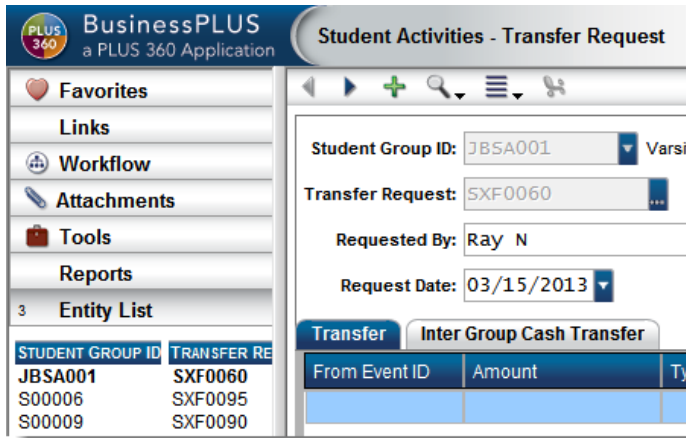 PLUS 360
BusinessPLUS
a PLUS 360 Application
Student Activities - Transfer Request
Favorites
Links
Workflow
Attachments
Tools
Reports
3 Entity List
STUDENT GROUP ID TRANSFER RE
JBSA001 SXF0060
S00006 SXF0095
S00009 SXF0090
Student Group ID: JBSA001 Varsi
Transfer Request: SXF0060 ...
Requested By: Ray N
Request Date: 03/15/2013
Transfer Inter Group Cash Transfer
From Event ID Amount Ty